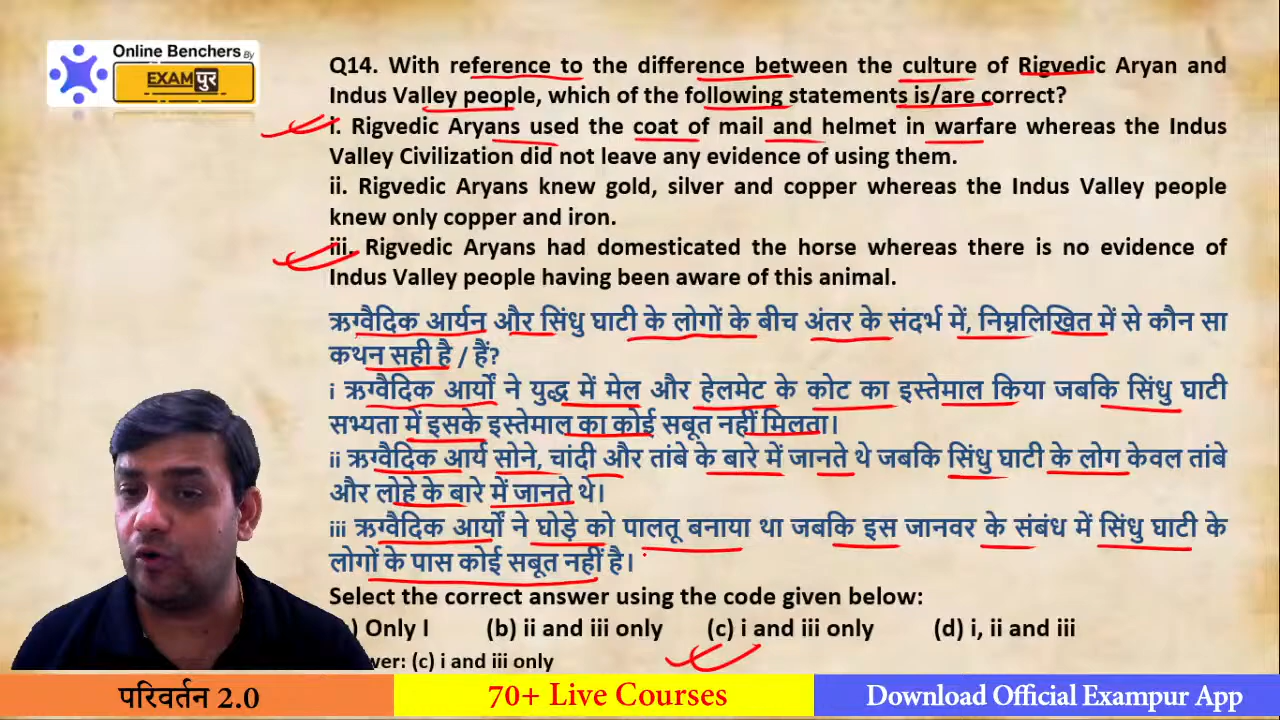 Online Benchers By
EXAMपुर
Q14. With reference to the difference between the culture of Rigvedic Aryan and
Indus Valley people, which of the following statements is/are correct?
i. Rigvedic Aryans used the coat of mail and helmet in warfare whereas the Indus
Valley Civilization did not leave any evidence of using them.
ii. Rigvedic Aryans knew gold, silver and copper whereas the Indus Valley people
knew only copper and iron.
iii. Rigvedic Aryans had domesticated the horse whereas there is no evidence of
Indus Valley people having been aware of this animal.
ऋग्वैदिक आर्यन और सिंधु घाटी के लोगों के बीच अंतर के संदर्भ में, निम्नलिखित में से कौन सा
कथन सही है / हैं?
i ऋग्वैदिक आर्यों ने युद्ध में मेल और हेलमेट के कोट का इस्तेमाल किया जबकि सिंधु घाटी
सभ्यता में इसके इस्तेमाल का कोई सबूत नहीं मिलता।
ii ऋग्वैदिक आर्य सोने, चांदी और तांबे के बारे में जानते थे जबकि सिंधु घाटी के लोग केवल तांबे
और लोहे के बारे में जानते थे।
iii ऋग्वैदिक आर्यों ने घोड़े को पालतू बनाया था जबकि इस जानवर के संबंध में सिंधु घाटी के
लोगों के पास कोई सबूत नहीं है।
Select the correct answer using the code given below:
) Only I (b) ii and iii only (c) i and iii only (d) i, ii and iii
wer: (c) i and iii only
परिवर्तन 2.0 70+ Live Courses Download Official Exampur App